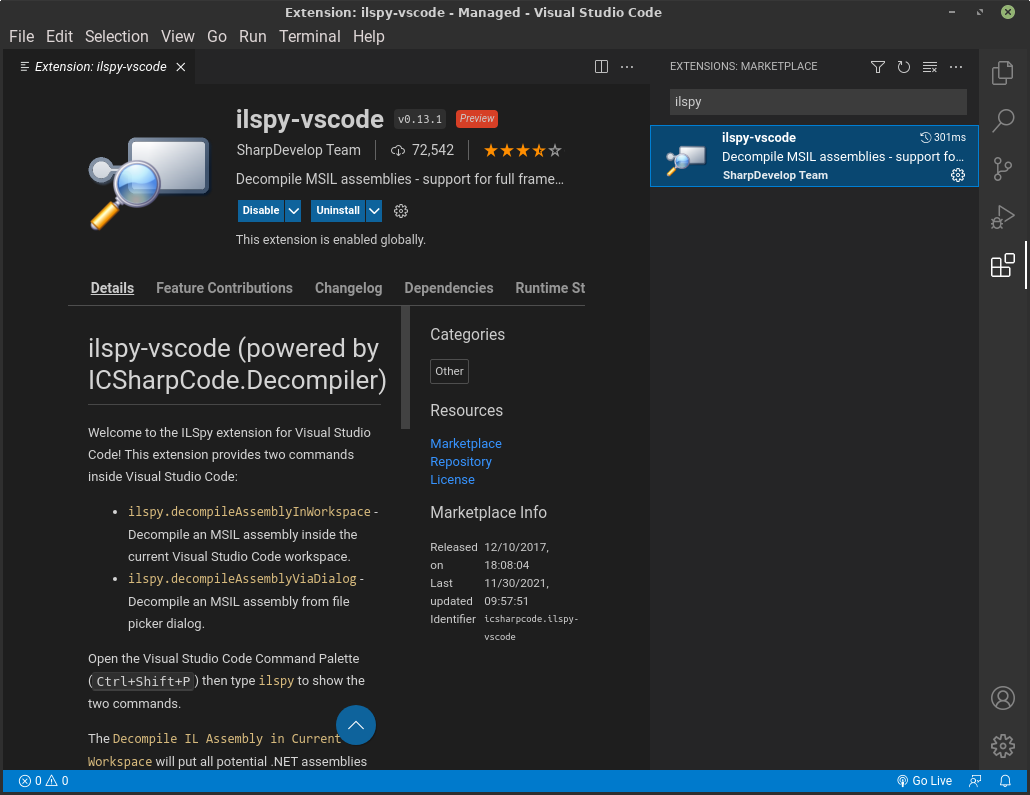 Extension: ilspy-vscode - Managed - Visual Studio Code
File Edit Selection View Go Run Terminal Help
Extension: ilspy-vscode
ilspy-vscode v0.13.1 Preview
SharpDevelop Team 72,542
Decompile MSIL assemblies - support for full frame…
Disable Uninstall
This extension is enabled globally.
Details Feature Contributions Changelog Dependencies Runtime St
ilspy-vscode (powered by
ICSharpCode.Decompiler)
Welcome to the ILSpy extension for Visual Studio
Code! This extension provides two commands
inside Visual Studio Code:
• ilspy.decompileAssemblyInWorkspace -
Decompile an MSIL assembly inside the
current Visual Studio Code workspace.
• ilspy.decompileAssemblyViaDialog -
Decompile an MSIL assembly from file
picker dialog.
Open the Visual Studio Code Command Palette
(Ctrl+Shift+P) then type ilspy to show the
two commands.
The Decompile IL Assembly in Current
Workspace will put all potential .NET assemblies
Categories
Other
Resources
Marketplace
Repository
License
Marketplace Info
Released 12/10/2017,
on 18:08:04
Last 11/30/2021,
updated 09:57:51
Identifier icsharpcode.ilspy-
vscode
EXTENSIONS: MARKETPLACE
ilspy
ilspy-vscode 301ms
Decompile MSIL assemblies - support fo…
SharpDevelop Team
0 0 Go Live